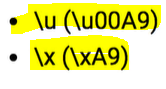 • \u (\u00A9)
• \x (\xA9)